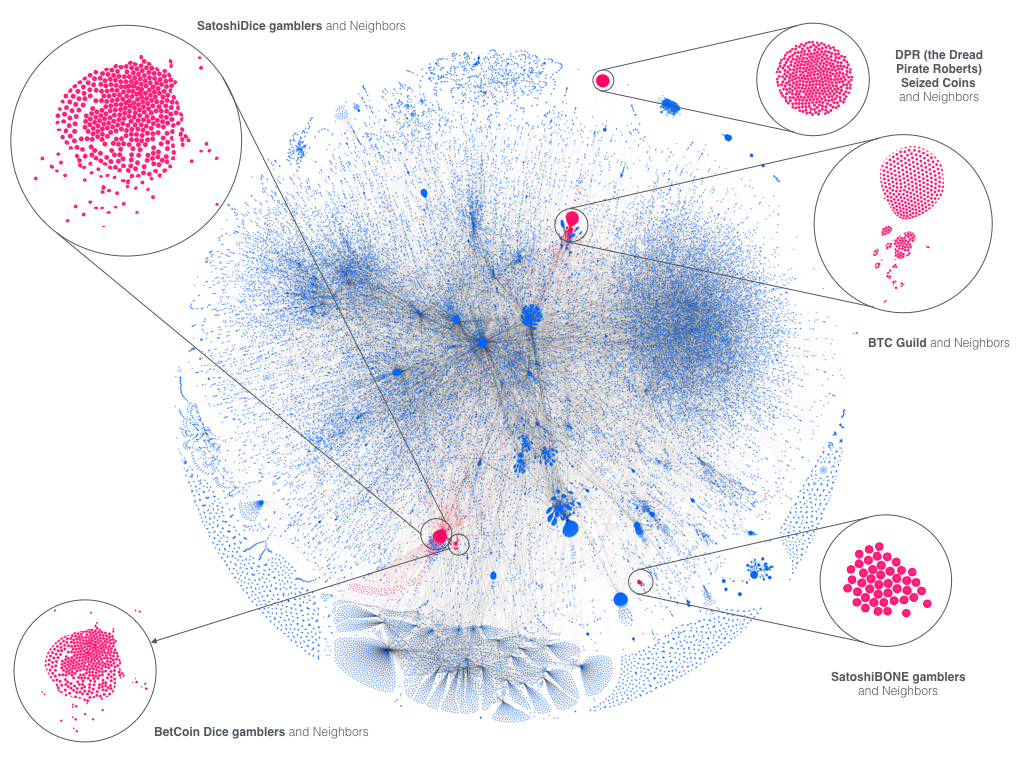 SatoshiDice gamblers and Neighbors
DPR (the Dread
Pirate Roberts)
Seized Coins
and Neighbors
BTC Guild and Neighbors
SatoshiBONE gamblers
and Neighbors
BetCoin Dice gamblers and Neighbors